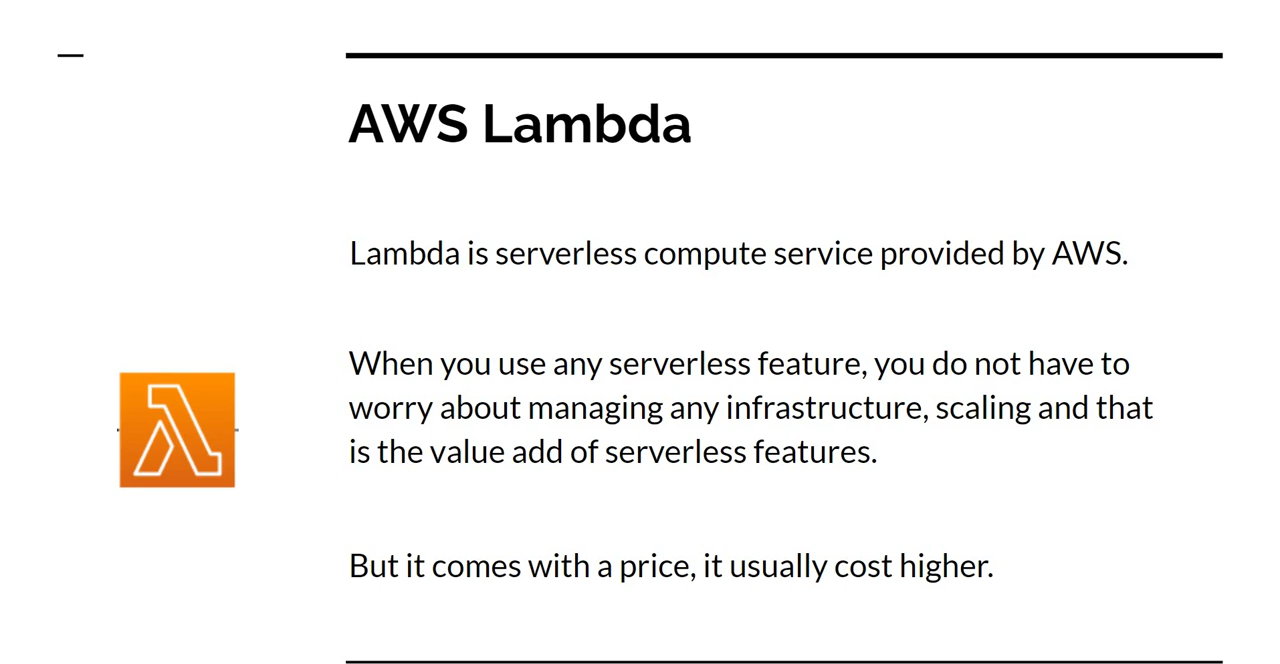 AWS Lambda
Lambda is serverless compute service provided by AWS.
When you use any serverless feature, you do not have to
worry about managing any infrastructure, scaling and that
is the value add of serverless features.
But it comes with a price, it usually cost higher.